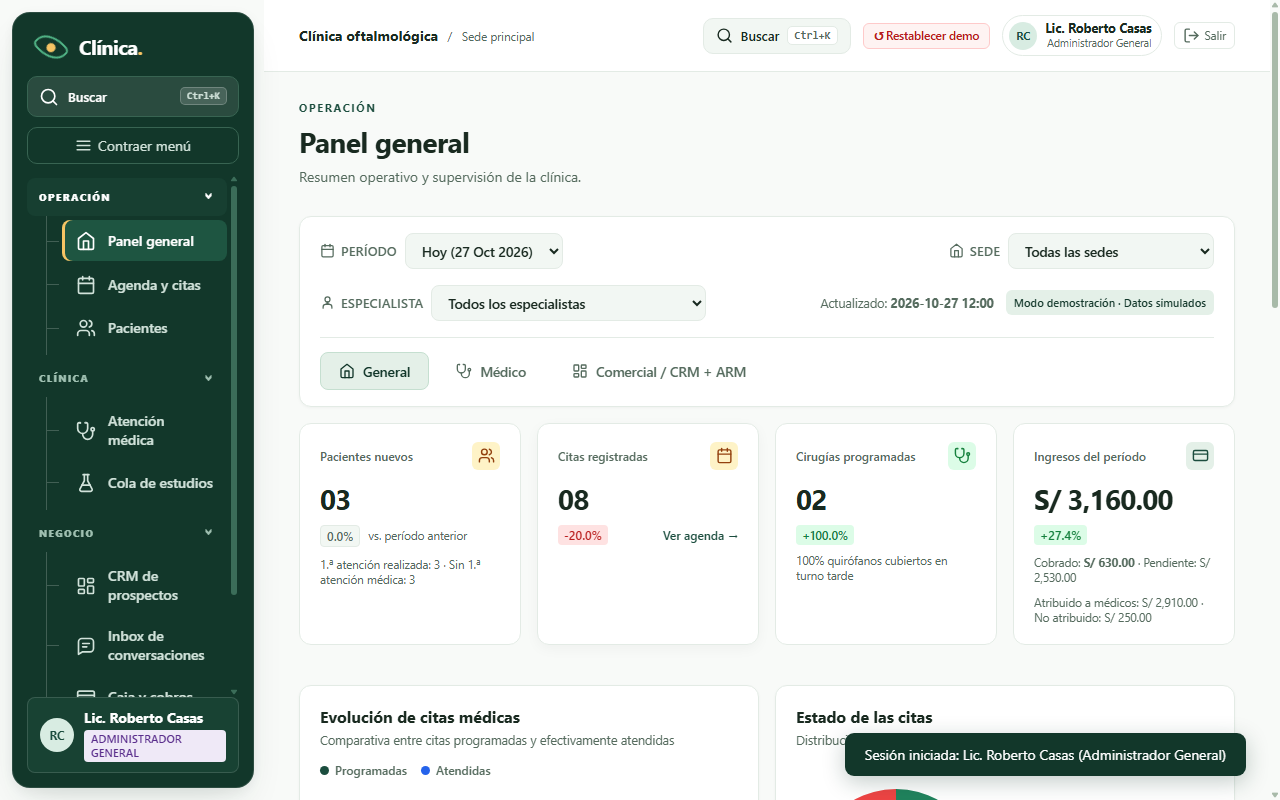 Clínica.
Buscar Ctrl+K
Contraer menú
OPERACIÓN
Panel general
Agenda y citas
Pacientes
CLÍNICA
Atención
médica
Cola de estudios
NEGOCIO
CRM de
prospectos
Inbox de
conversaciones
Caja y cobros
RC
Lic. Roberto Casas
ADMINISTRADOR
GENERAL
Clínica oftalmológica / Sede principal
Buscar Ctrl+K
↺ Restablecer demo
RC
Lic. Roberto Casas
Administrador General
Salir
OPERACIÓN
Panel general
Resumen operativo y supervisión de la clínica.
PERÍODO Hoy (27 Oct 2026)
SEDE Todas las sedes
ESPECIALISTA Todos los especialistas
Actualizado: 2026-10-27 12:00 Modo demostración · Datos simulados
General Médico Comercial / CRM + ARM
Pacientes nuevos
03
0.0% vs. período anterior
1.ª atención realizada: 3 · Sin 1.ª
atención médica: 3
Citas registradas
08
-20.0% Ver agenda →
Cirugías programadas
02
+100.0%
100% quirófanos cubiertos en
turno tarde
Ingresos del período
S/ 3,160.00
+27.4%
Cobrado: S/ 630.00 · Pendiente: S/
2,530.00
Atribuido a médicos: S/ 2,910.00 ·
No atribuido: S/ 250.00
Evolución de citas médicas
Comparativa entre citas programadas y efectivamente atendidas
Programadas Atendidas
Estado de las citas
Sesión iniciada: Lic. Roberto Casas (Administrador General)